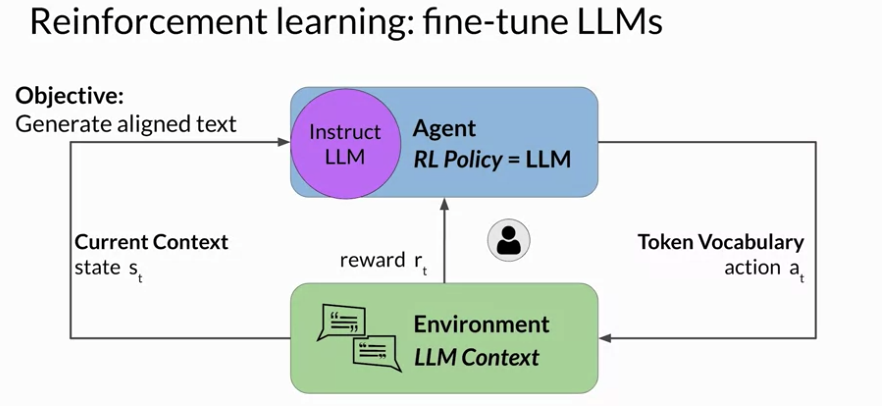 Reinforcement learning: fine-tune LLMs
Objective:
Generate aligned text
Instruct
LLM
Agent
RL Policy = LLM
Current Context
state s_t
reward r_t
Token Vocabulary
action a_t
Environment
LLM Context